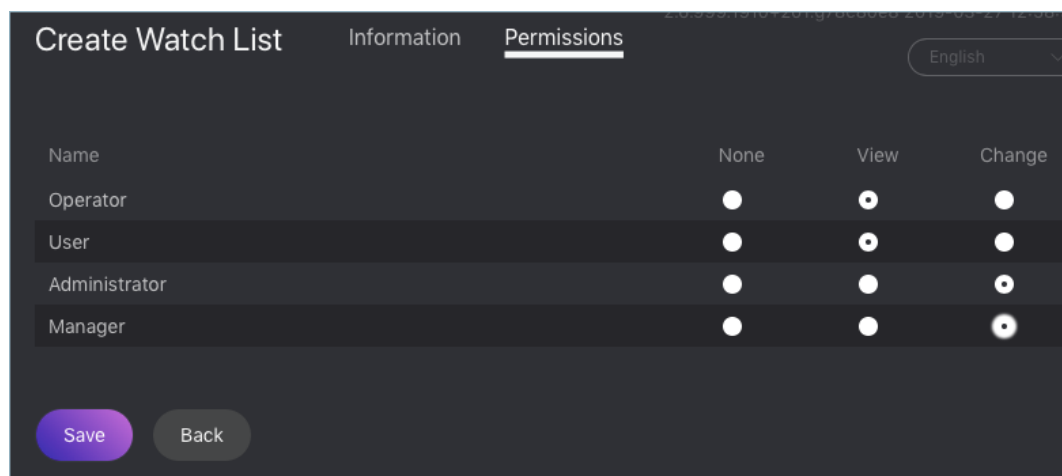 Create Watch List
Information
Permissions
English
Name
None
View
Change
Operator
User
Administrator
Manager
Save
Back